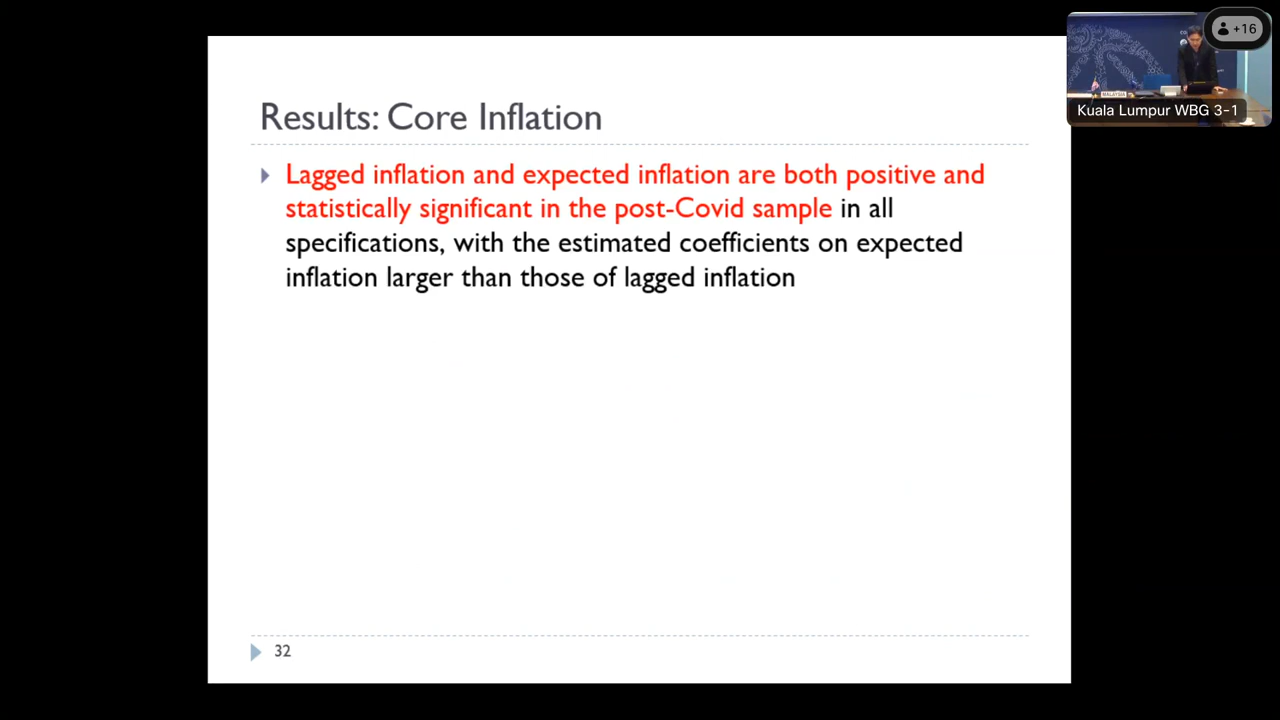 +16
Kuala Lumpur WBG 3-1
MALAYSIA
Results: Core Inflation
Lagged inflation and expected inflation are both positive and
statistically significant in the post-Covid sample in all
specifications, with the estimated coefficients on expected
inflation larger than those of lagged inflation
32